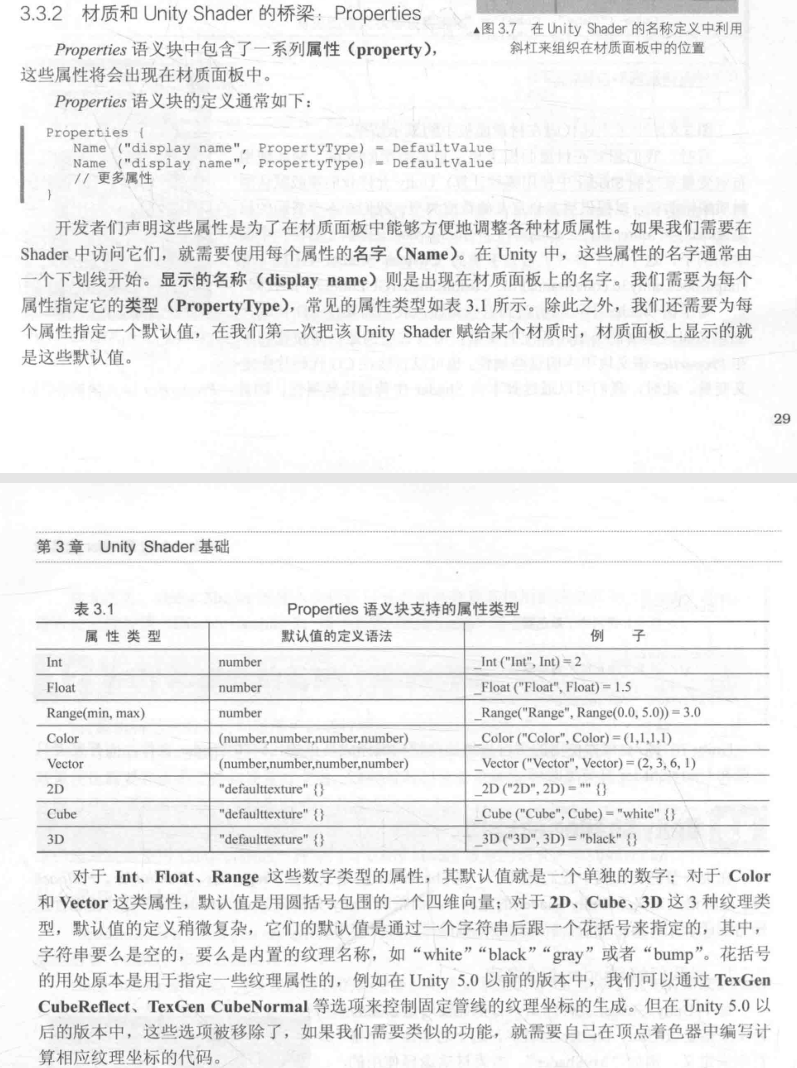 3.3.2 材质和 Unity Shader 的桥梁：Properties
▲图 3.7 在 Unity Shader 的名称定义中利用
斜杠来组织在材质面板中的位置
Properties 语义块中包含了一系列属性（property），
这些属性将会出现在材质面板中。
Properties 语义块的定义通常如下：
Properties {
Name ("display name", PropertyType) = DefaultValue
Name ("display name", PropertyType) = DefaultValue
// 更多属性
}
开发者们声明这些属性是为了在材质面板中能够方便地调整各种材质属性。如果我们需要在
Shader 中访问它们，就需要使用每个属性的名字（Name）。在 Unity 中，这些属性的名字通常由
一个下划线开始。显示的名称（display name）则是出现在材质面板上的名字。我们需要为每个
属性指定它的类型（PropertyType），常见的属性类型如表 3.1 所示。除此之外，我们还需要为每
个属性指定一个默认值，在我们第一次把该 Unity Shader 赋给某个材质时，材质面板上显示的就
是这些默认值。
29
第 3 章 Unity Shader 基础
表 3.1 Properties 语义块支持的属性类型
属 性 类 型 默认值的定义语法 例 子
Int number _Int ("Int", Int) = 2
Float number _Float ("Float", Float) = 1.5
Range(min, max) number _Range("Range", Range(0.0, 5.0)) = 3.0
Color (number,number,number,number) _Color ("Color", Color) = (1,1,1,1)
Vector (number,number,number,number) _Vector ("Vector", Vector) = (2, 3, 6, 1)
2D "defaulttexture" {} _2D ("2D", 2D) = "" {}
Cube "defaulttexture" {} _Cube ("Cube", Cube) = "white" {}
3D "defaulttexture" {} _3D ("3D", 3D) = "black" {}
对于 Int、Float、Range 这些数字类型的属性，其默认值就是一个单独的数字；对于 Color
和 Vector 这类属性，默认值是用圆括号包围的一个四维向量；对于 2D、Cube、3D 这 3 种纹理类
型，默认值的定义稍微复杂，它们的默认值是通过一个字符串后跟一个花括号来指定的，其中，
字符串要么是空的，要么是内置的纹理名称，如“white”“black”“gray”或者“bump”。花括号
的用处原本是用于指定一些纹理属性的，例如在 Unity 5.0 以前的版本中，我们可以通过 TexGen
CubeReflect、TexGen CubeNormal 等选项来控制固定管线的纹理坐标的生成。但在 Unity 5.0 以
后的版本中，这些选项被移除了，如果我们需要类似的功能，就需要自己在顶点着色器中编写计
算相应纹理坐标的代码。